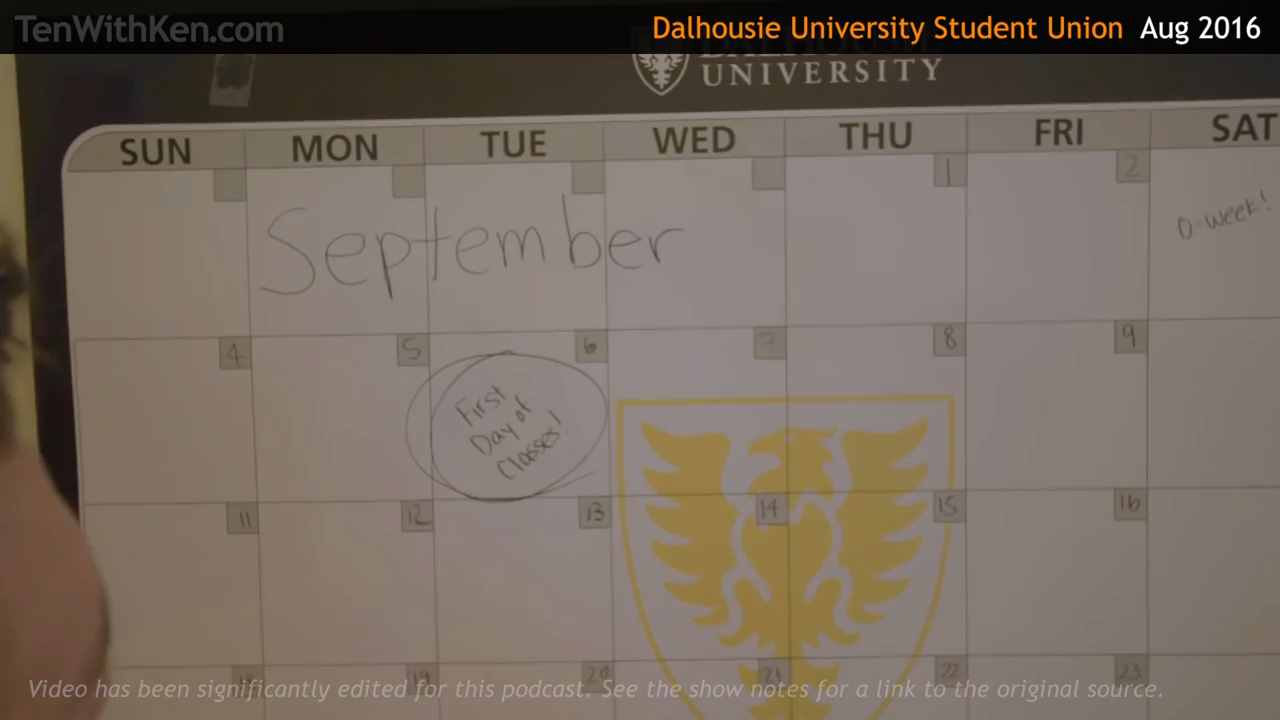 TenWithKen.com
Dalhousie University Student Union Aug 2016
DALHOUSIE
UNIVERSITY
SUN MON TUE WED THU FRI SAT
1 2
September
O-week!
4 5 6 7 8 9
First
Day of
Classes!
11 12 13 14 15 16
18 19 20 21 22 23
Video has been significantly edited for this podcast. See the show notes for a link to the original source.